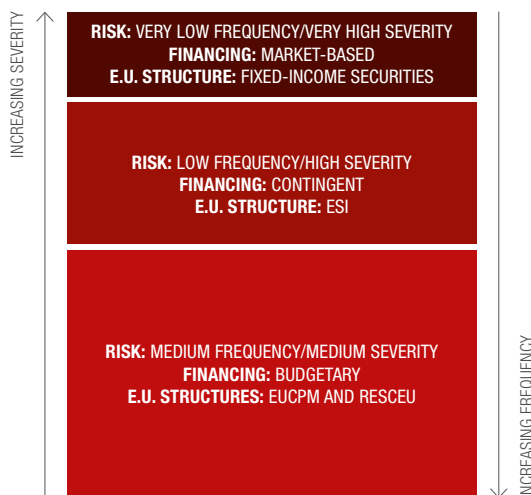 INCREASING SEVERITY
RISK: VERY LOW FREQUENCY/VERY HIGH SEVERITY
FINANCING: MARKET-BASED
E.U. STRUCTURE: FIXED-INCOME SECURITIES
RISK: LOW FREQUENCY/HIGH SEVERITY
FINANCING: CONTINGENT
E.U. STRUCTURE: ESI
RISK: MEDIUM FREQUENCY/MEDIUM SEVERITY
FINANCING: BUDGETARY
E.U. STRUCTURES: EUCPM AND RESCEU
INCREASING FREQUENCY